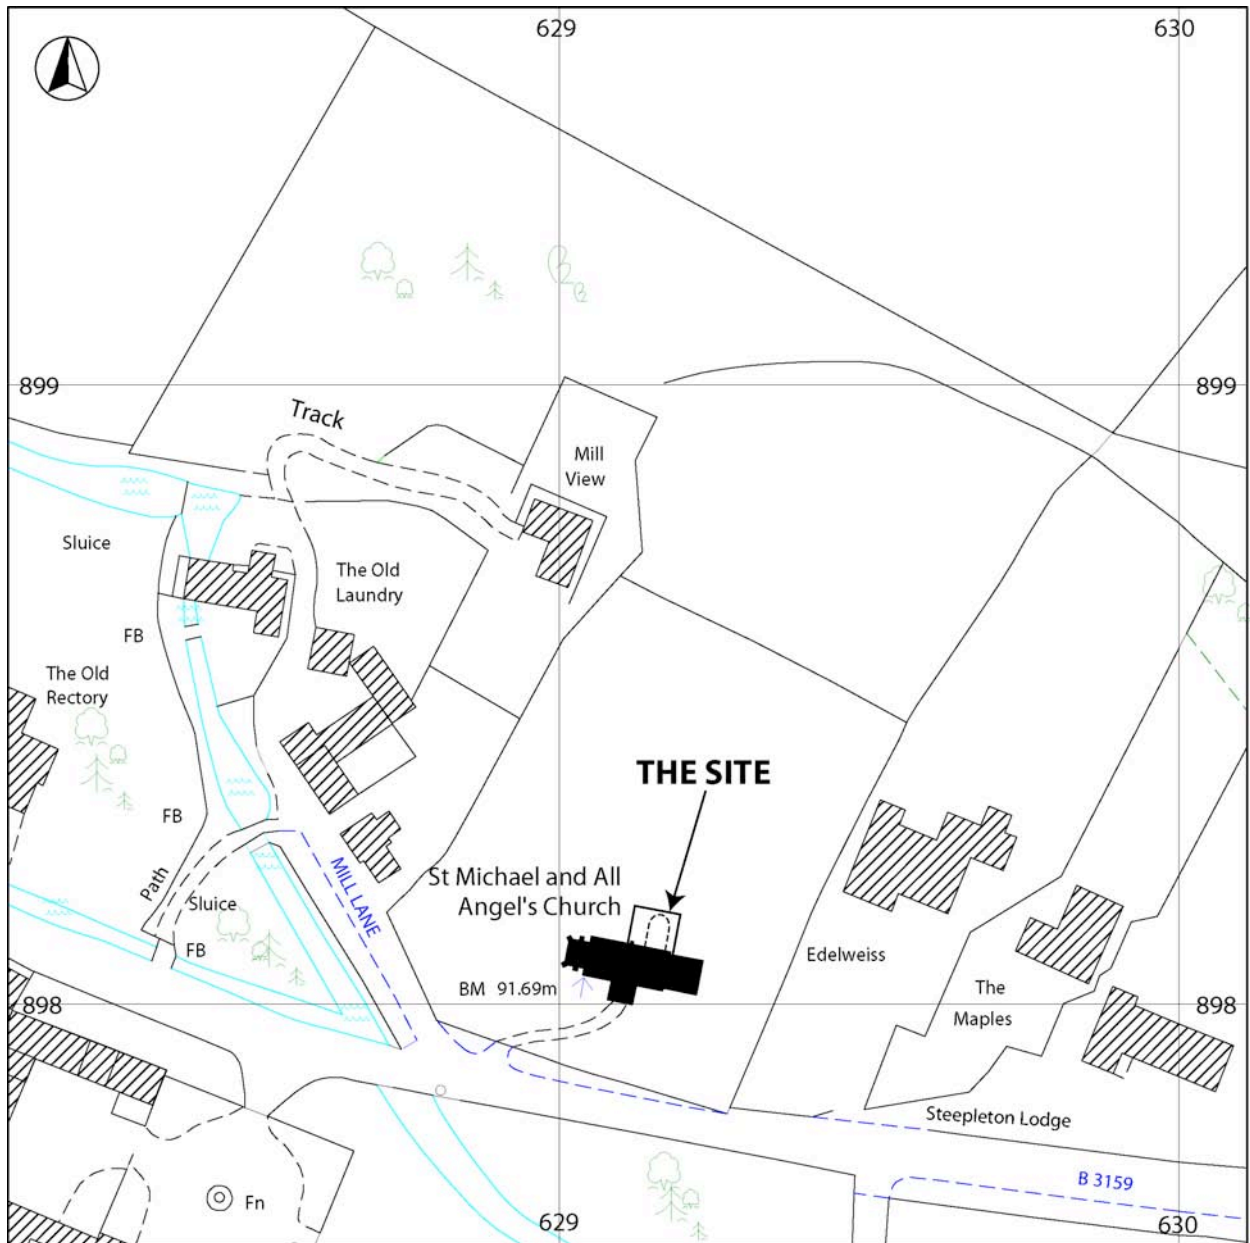 629
630
899
899
Track
Mill
View
Sluice
The Old
Laundry
FB
The Old
Rectory
THE SITE
FB
MILL LANE
Path
St Michael and All
Angel's Church
Sluice
FB
Edelweiss
BM 91.69m
The
Maples
898
898
Steepleton Lodge
B 3159
Fn
629
630